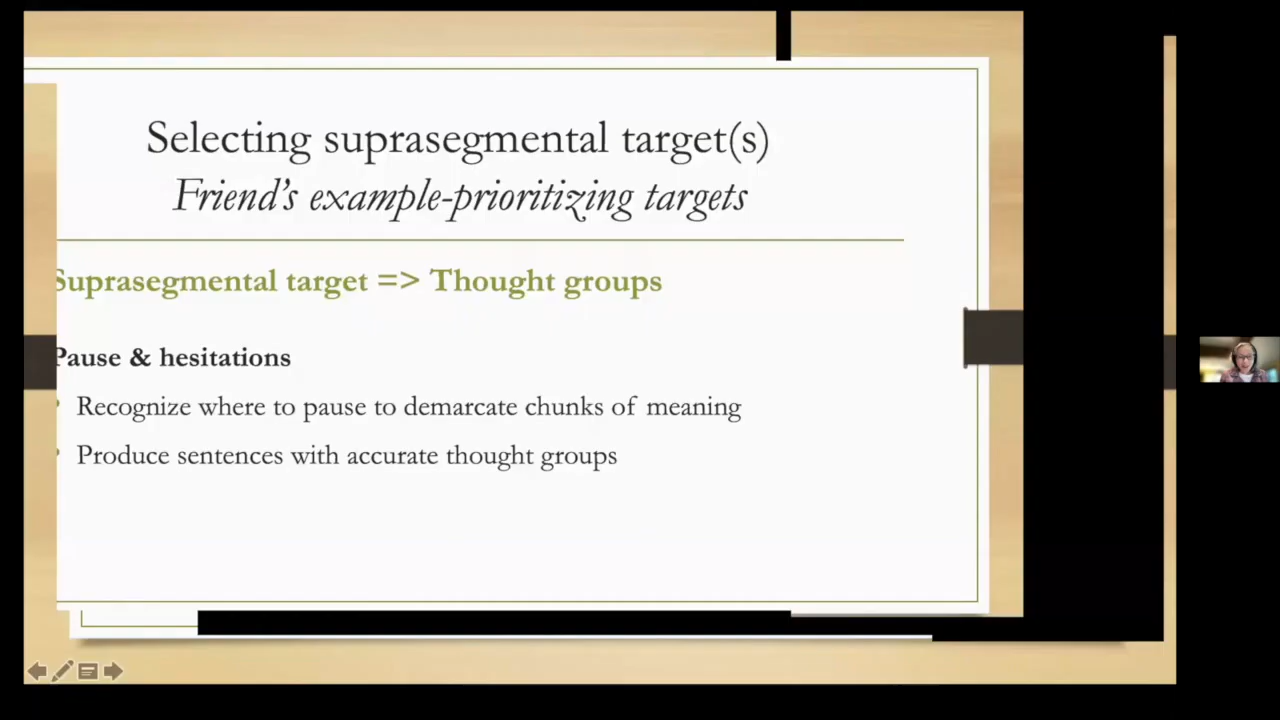 Selecting suprasegmental target(s)
Friend's example-prioritizing targets
Suprasegmental target => Thought groups
Pause & hesitations
• Recognize where to pause to demarcate chunks of meaning
• Produce sentences with accurate thought groups